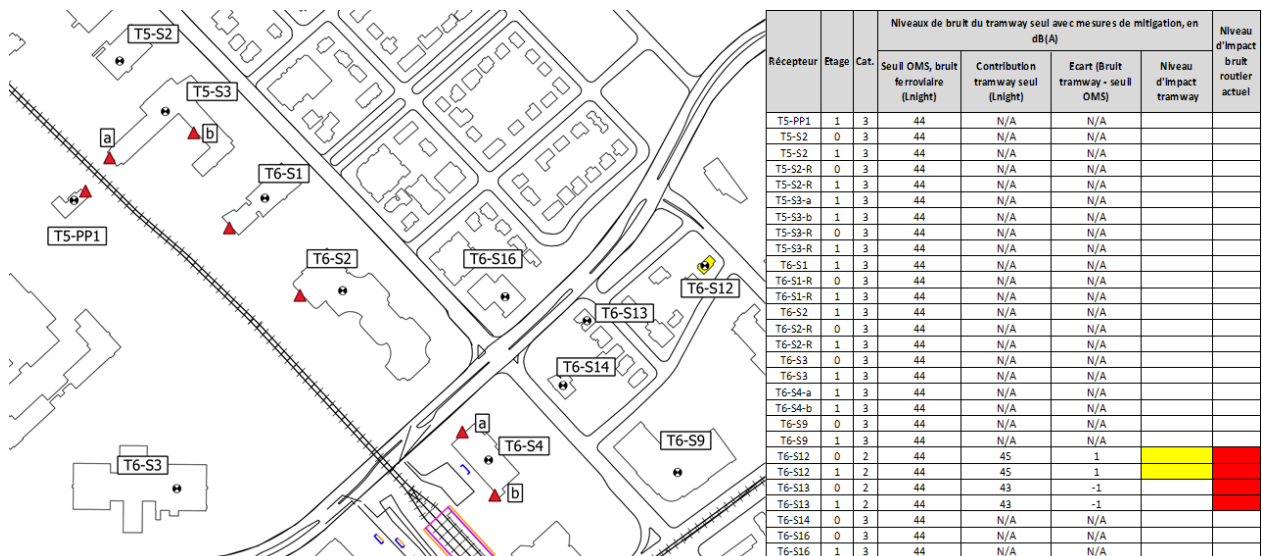 T5-S2
T5-S3
a
b
T6-S1
T5-PP1
T6-S2
T6-S16
T6-S12
T6-S13
T6-S14
a
T6-S4
T6-S9
T6-S3
b
Niveaux de bruit du tramway seul avec mesures de mitigation, en
dB(A)
Niveau
d'impact
bruit
routier
actuel
Récepteur Etage Cat.
Seuil OMS, bruit
ferroviaire
(Lnight)
Contribution
tramway seul
(Lnight)
Ecart (Bruit
tramway - seuil
OMS)
Niveau
d'impact
tramway
T5-PP1 1 3 44 N/A N/A
T5-S2 0 3 44 N/A N/A
T5-S2 1 3 44 N/A N/A
T5-S2-R 0 3 44 N/A N/A
T5-S2-R 1 3 44 N/A N/A
T5-S3-a 1 3 44 N/A N/A
T5-S3-b 1 3 44 N/A N/A
T5-S3-R 0 3 44 N/A N/A
T5-S3-R 1 3 44 N/A N/A
T6-S1 1 3 44 N/A N/A
T6-S1-R 0 3 44 N/A N/A
T6-S1-R 1 3 44 N/A N/A
T6-S2 1 3 44 N/A N/A
T6-S2-R 0 3 44 N/A N/A
T6-S2-R 1 3 44 N/A N/A
T6-S3 0 3 44 N/A N/A
T6-S3 1 3 44 N/A N/A
T6-S4-a 1 3 44 N/A N/A
T6-S4-b 1 3 44 N/A N/A
T6-S9 0 3 44 N/A N/A
T6-S9 1 3 44 N/A N/A
T6-S12 0 2 44 45 1
T6-S12 1 2 44 45 1
T6-S13 0 2 44 43 -1
T6-S13 1 2 44 43 -1
T6-S14 0 3 44 N/A N/A
T6-S16 0 3 44 N/A N/A
T6-S16 1 3 44 N/A N/A